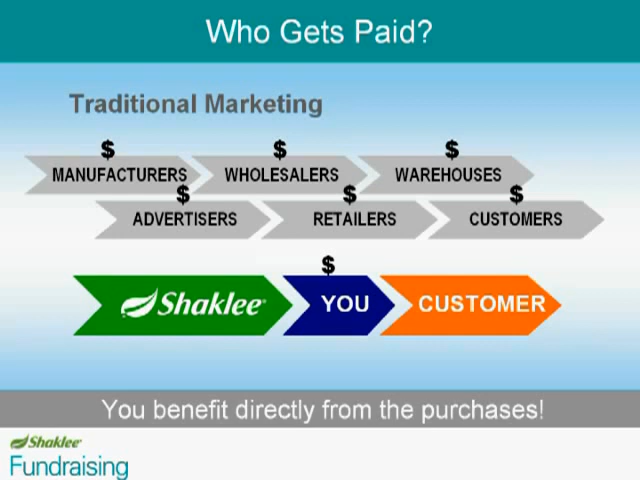 Who Gets Paid?
Traditional Marketing
$ $ $
MANUFACTURERS WHOLESALERS WAREHOUSES
$ $ $
ADVERTISERS RETAILERS CUSTOMERS
$
Shaklee® YOU CUSTOMER
You benefit directly from the purchases!
Shaklee®
Fundraising